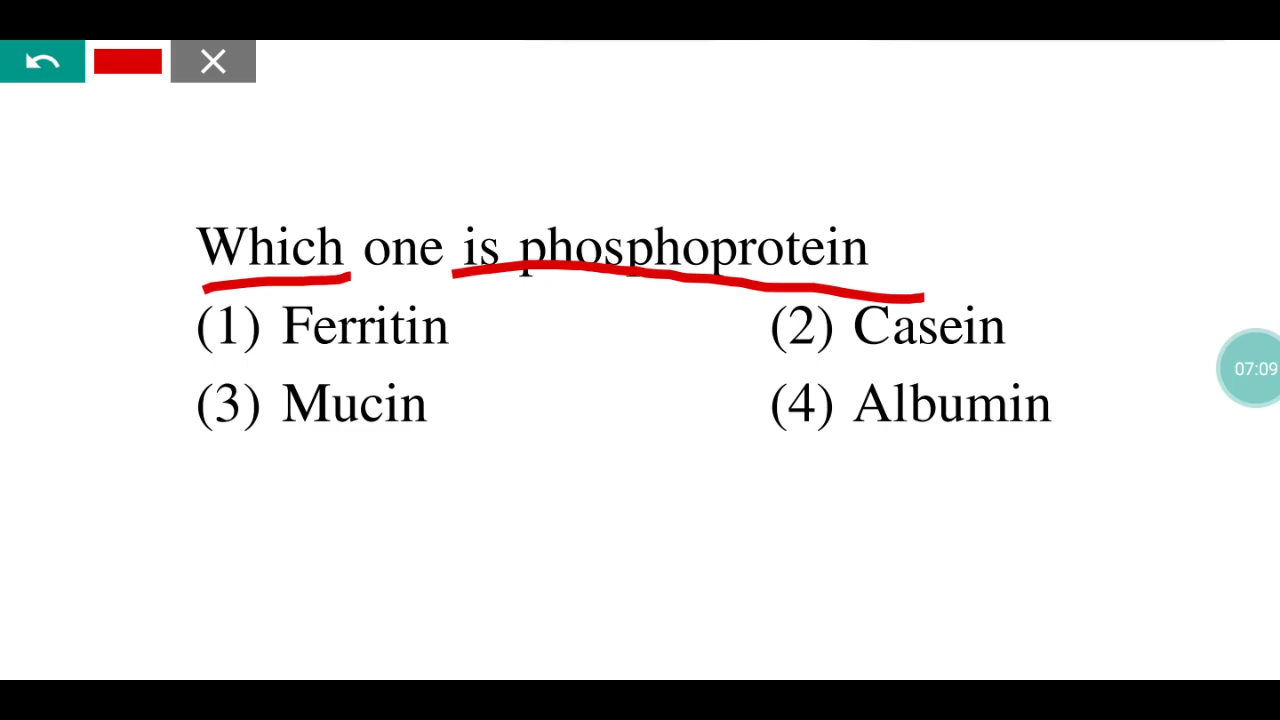 Which one is phosphoprotein
(1) Ferritin (2) Casein
(3) Mucin (4) Albumin
07:09